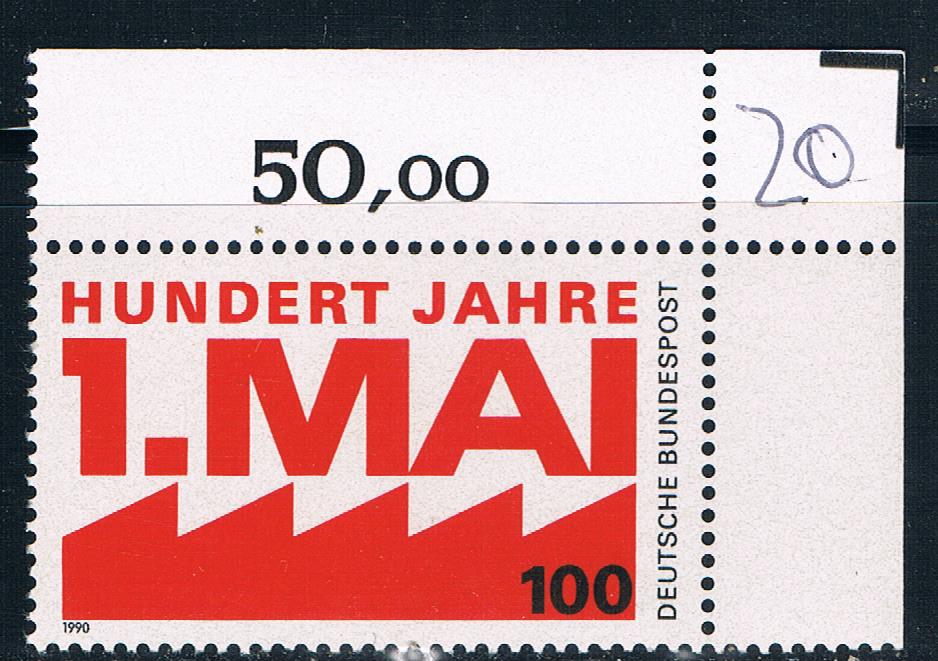 50,00
20
HUNDERT JAHRE
1.MAI
100
DEUTSCHE BUNDESPOST
1990